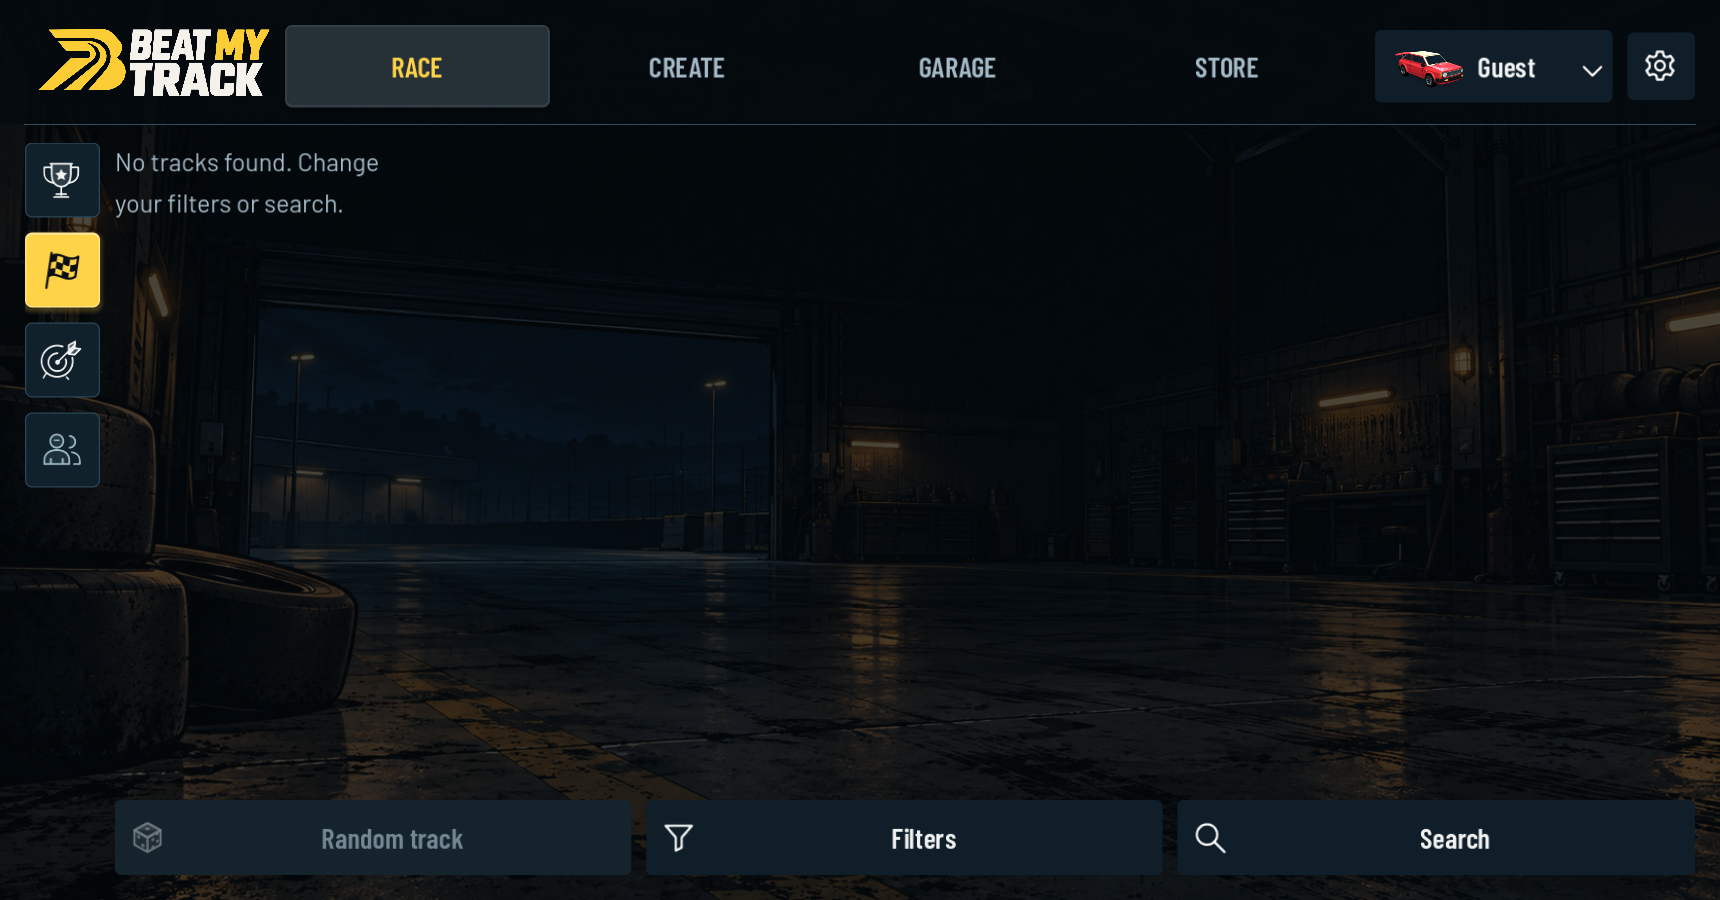 BEAT MY
TRACK
RACE
CREATE
GARAGE
STORE
Guest
No tracks found. Change
your filters or search.
Random track
Filters
Search